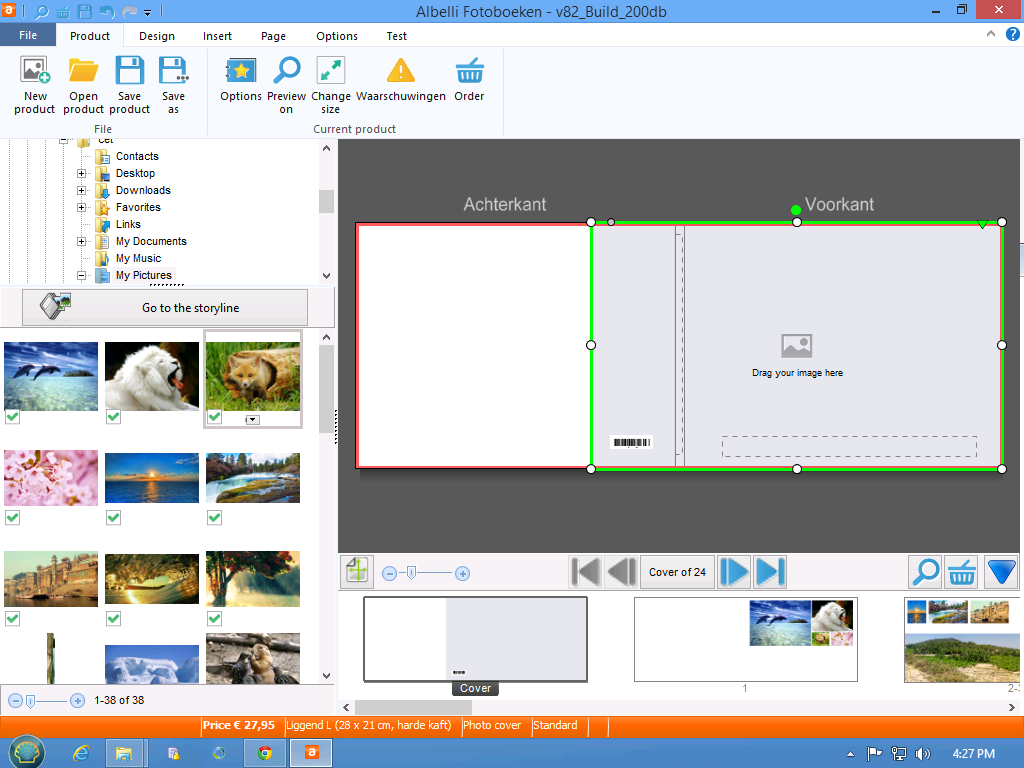 Albelli Fotoboeken - v82_Build_200db
File
Product
Design
Insert
Page
Options
Test
New product
Open product
Save product
Save as
Options
Preview on
Change size
Waarschuwingen
Order
File
Current product
Cet
Contacts
Desktop
Downloads
Favorites
Links
My Documents
My Music
My Pictures
Go to the storyline
Achterkant
Voorkant
Drag your image here
Cover of 24
Cover
1
2-3
1-38 of 38
Price € 27,95
Liggend L (28 x 21 cm, harde kaft)
Photo cover
Standard
4:27 PM